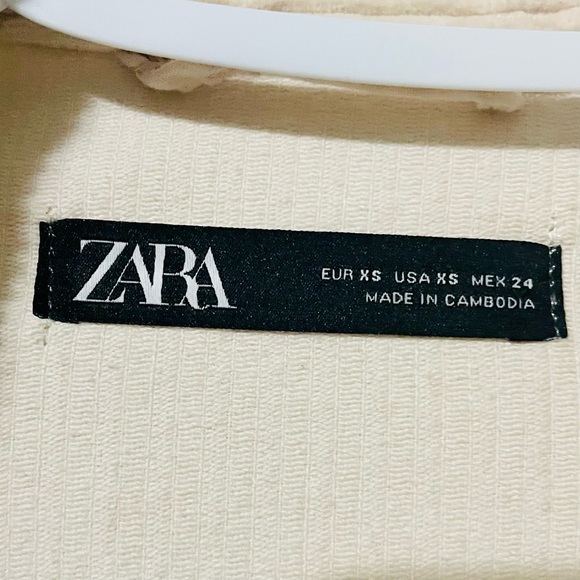 ZARA
EUR XS USA XS MEX 24
MADE IN CAMBODIA